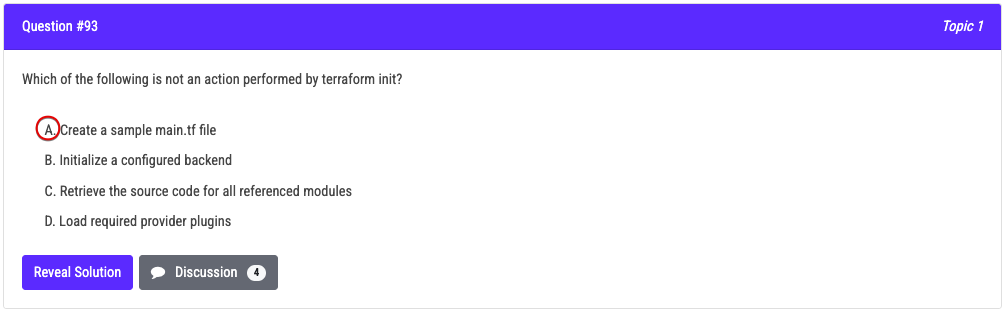 Question #93 Topic 1
Which of the following is not an action performed by terraform init?
A. Create a sample main.tf file
B. Initialize a configured backend
C. Retrieve the source code for all referenced modules
D. Load required provider plugins
Reveal Solution Discussion 4